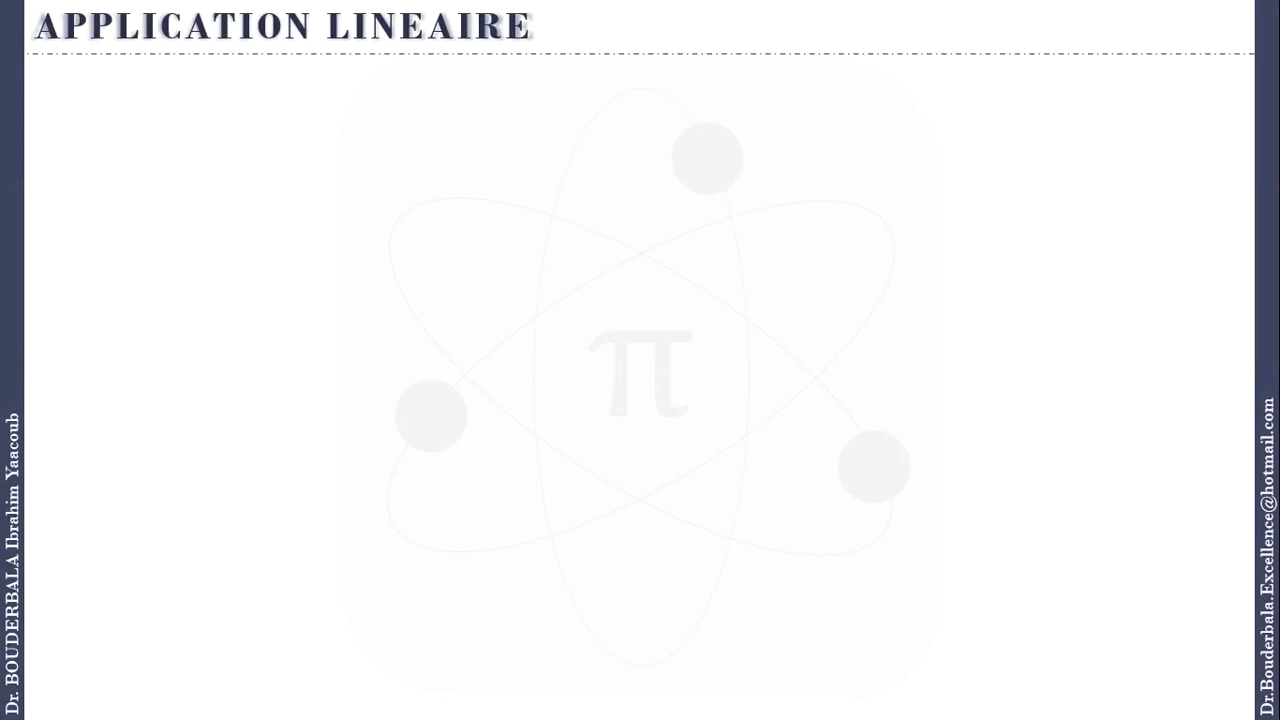 APPLICATION LINEAIRE
π
Dr. BOUDERBALA Ibrahim Yaacoub
Dr.Bouderbala.Excellence@hotmail.com